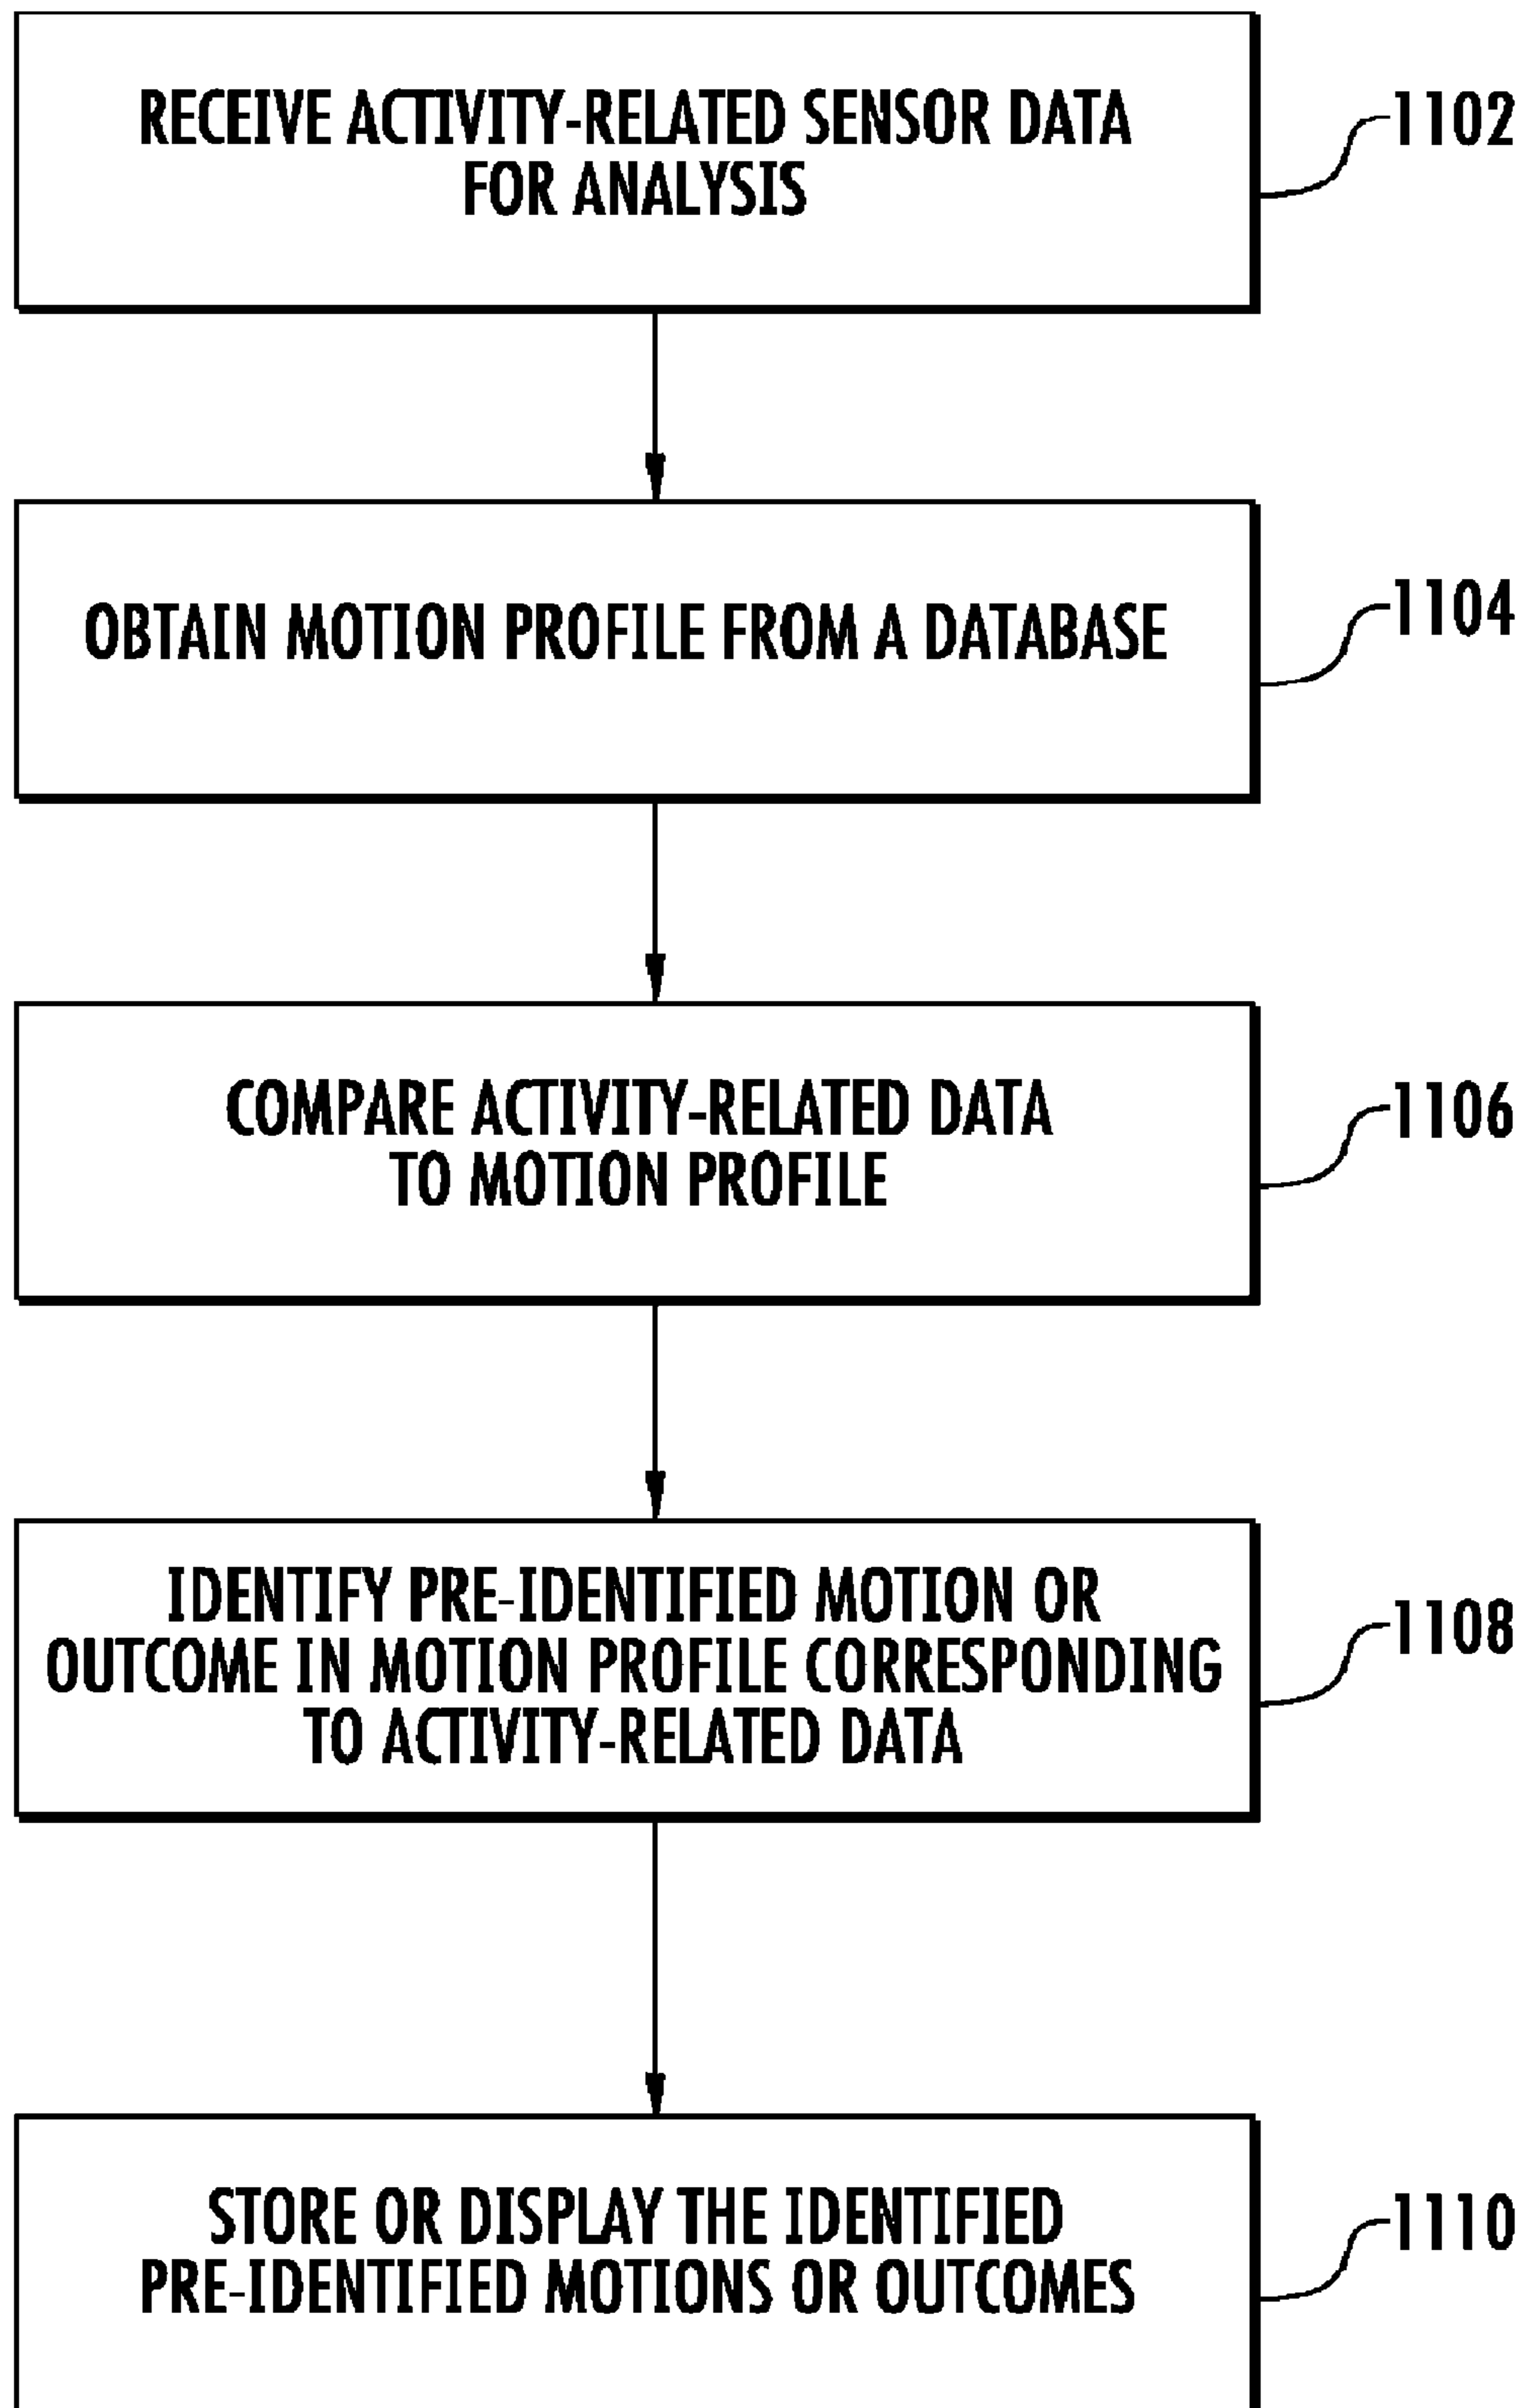 RECEIVE ACTIVITY-RELATED SENSOR DATA
FOR ANALYSIS
1102
OBTAIN MOTION PROFILE FROM A DATABASE
1104
COMPARE ACTIVITY-RELATED DATA
TO MOTION PROFILE
1106
IDENTIFY PRE-IDENTIFIED MOTION OR
OUTCOME IN MOTION PROFILE CORRESPONDING
TO ACTIVITY-RELATED DATA
1108
STORE OR DISPLAY THE IDENTIFIED
PRE-IDENTIFIED MOTIONS OR OUTCOMES
1110